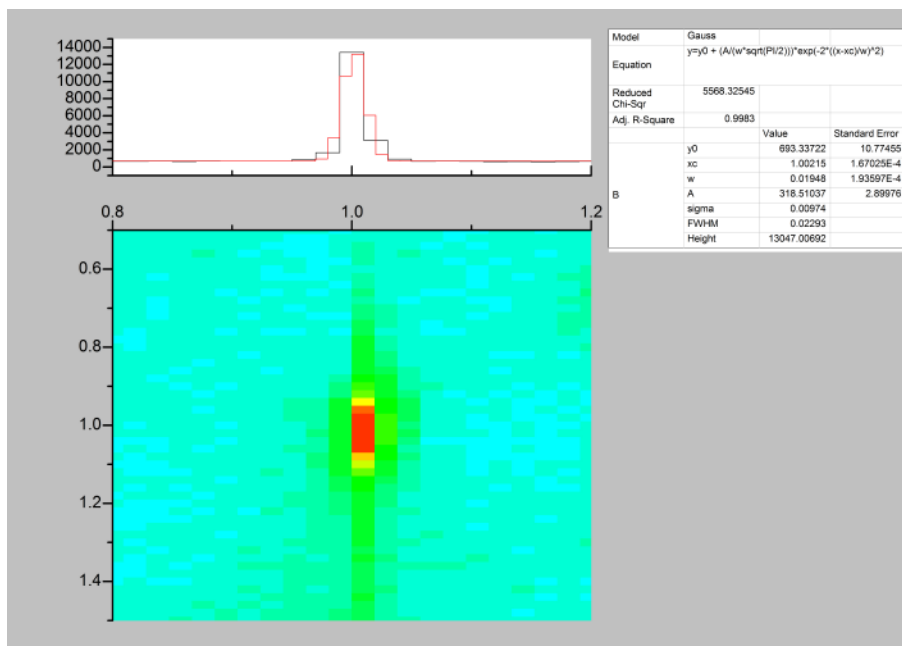 14000
12000
10000
8000
6000
4000
2000
0
0.8 1.0 1.2
0.6
0.8
1.0
1.2
1.4
Model Gauss
Equation y=y0 + (A/(w*sqrt(PI/2)))*exp(-2*((x-xc)/w)^2)
Reduced Chi-Sqr 5568.32545
Adj. R-Square 0.9983
Value Standard Error
B y0 693.33722 10.77455
xc 1.00215 1.67025E-4
w 0.01948 1.93597E-4
A 318.51037 2.89976
sigma 0.00974
FWHM 0.02293
Height 13047.00692